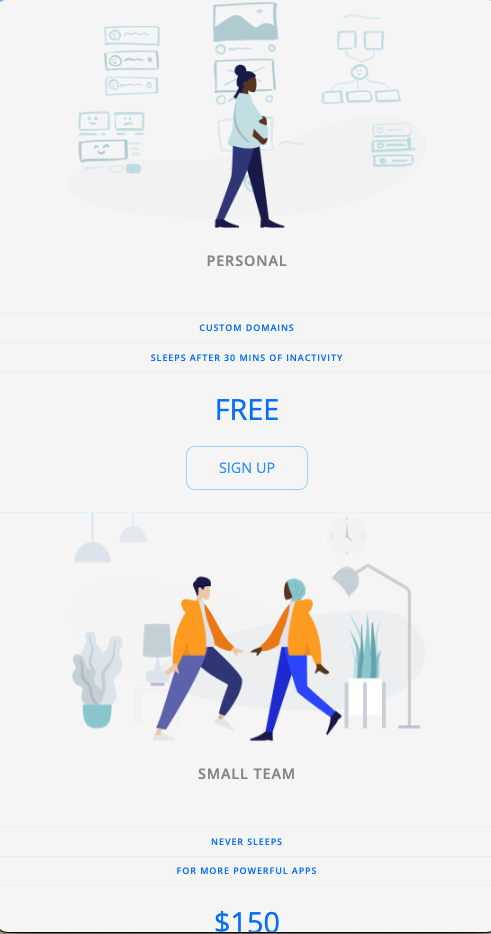 PERSONAL
CUSTOM DOMAINS
SLEEPS AFTER 30 MINS OF INACTIVITY
FREE
SIGN UP
SMALL TEAM
NEVER SLEEPS
FOR MORE POWERFUL APPS
$150